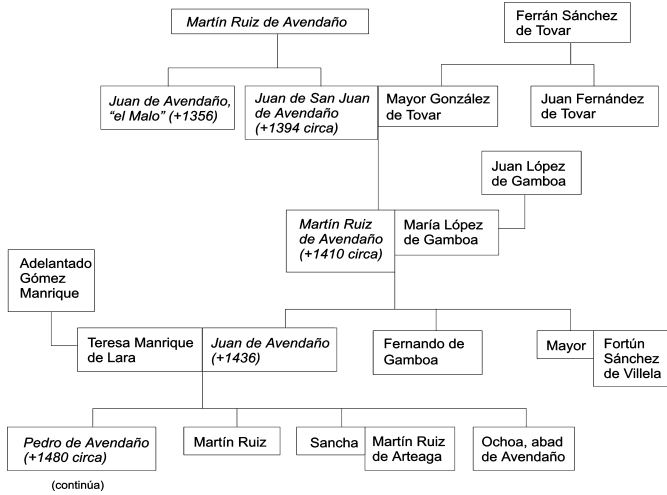 Martín Ruiz de Avendaño
Ferrán Sánchez
de Tovar
Juan de Avendaño,
"el Malo" (+1356)
Juan de San Juan
de Avendaño
(+1394 circa)
Mayor González
de Tovar
Juan Fernández
de Tovar
Juan López
de Gamboa
Martín Ruiz
de Avendaño
(+1410 circa)
María López
de Gamboa
Adelantado
Gómez
Manrique
Teresa Manrique
de Lara
Juan de Avendaño
(+1436)
Fernando de
Gamboa
Mayor
Fortún
Sánchez
de Villela
Pedro de Avendaño
(+1480 circa)
Martín Ruiz
Sancha
Martín Ruiz
de Arteaga
Ochoa, abad
de Avendaño
(continúa)